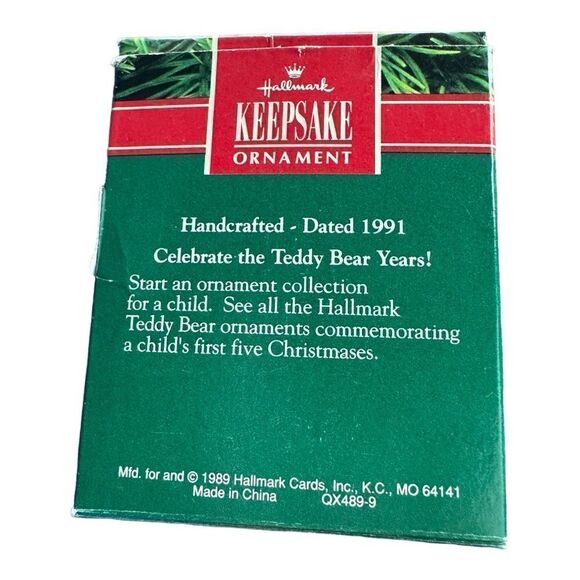 Hallmark
KEEPSAKE
ORNAMENT
Handcrafted - Dated 1991
Celebrate the Teddy Bear Years!
Start an ornament collection
for a child. See all the Hallmark
Teddy Bear ornaments commemorating
a child's first five Christmases.
Mfd. for and © 1989 Hallmark Cards, Inc., K.C., MO 64141
Made in China QX489-9